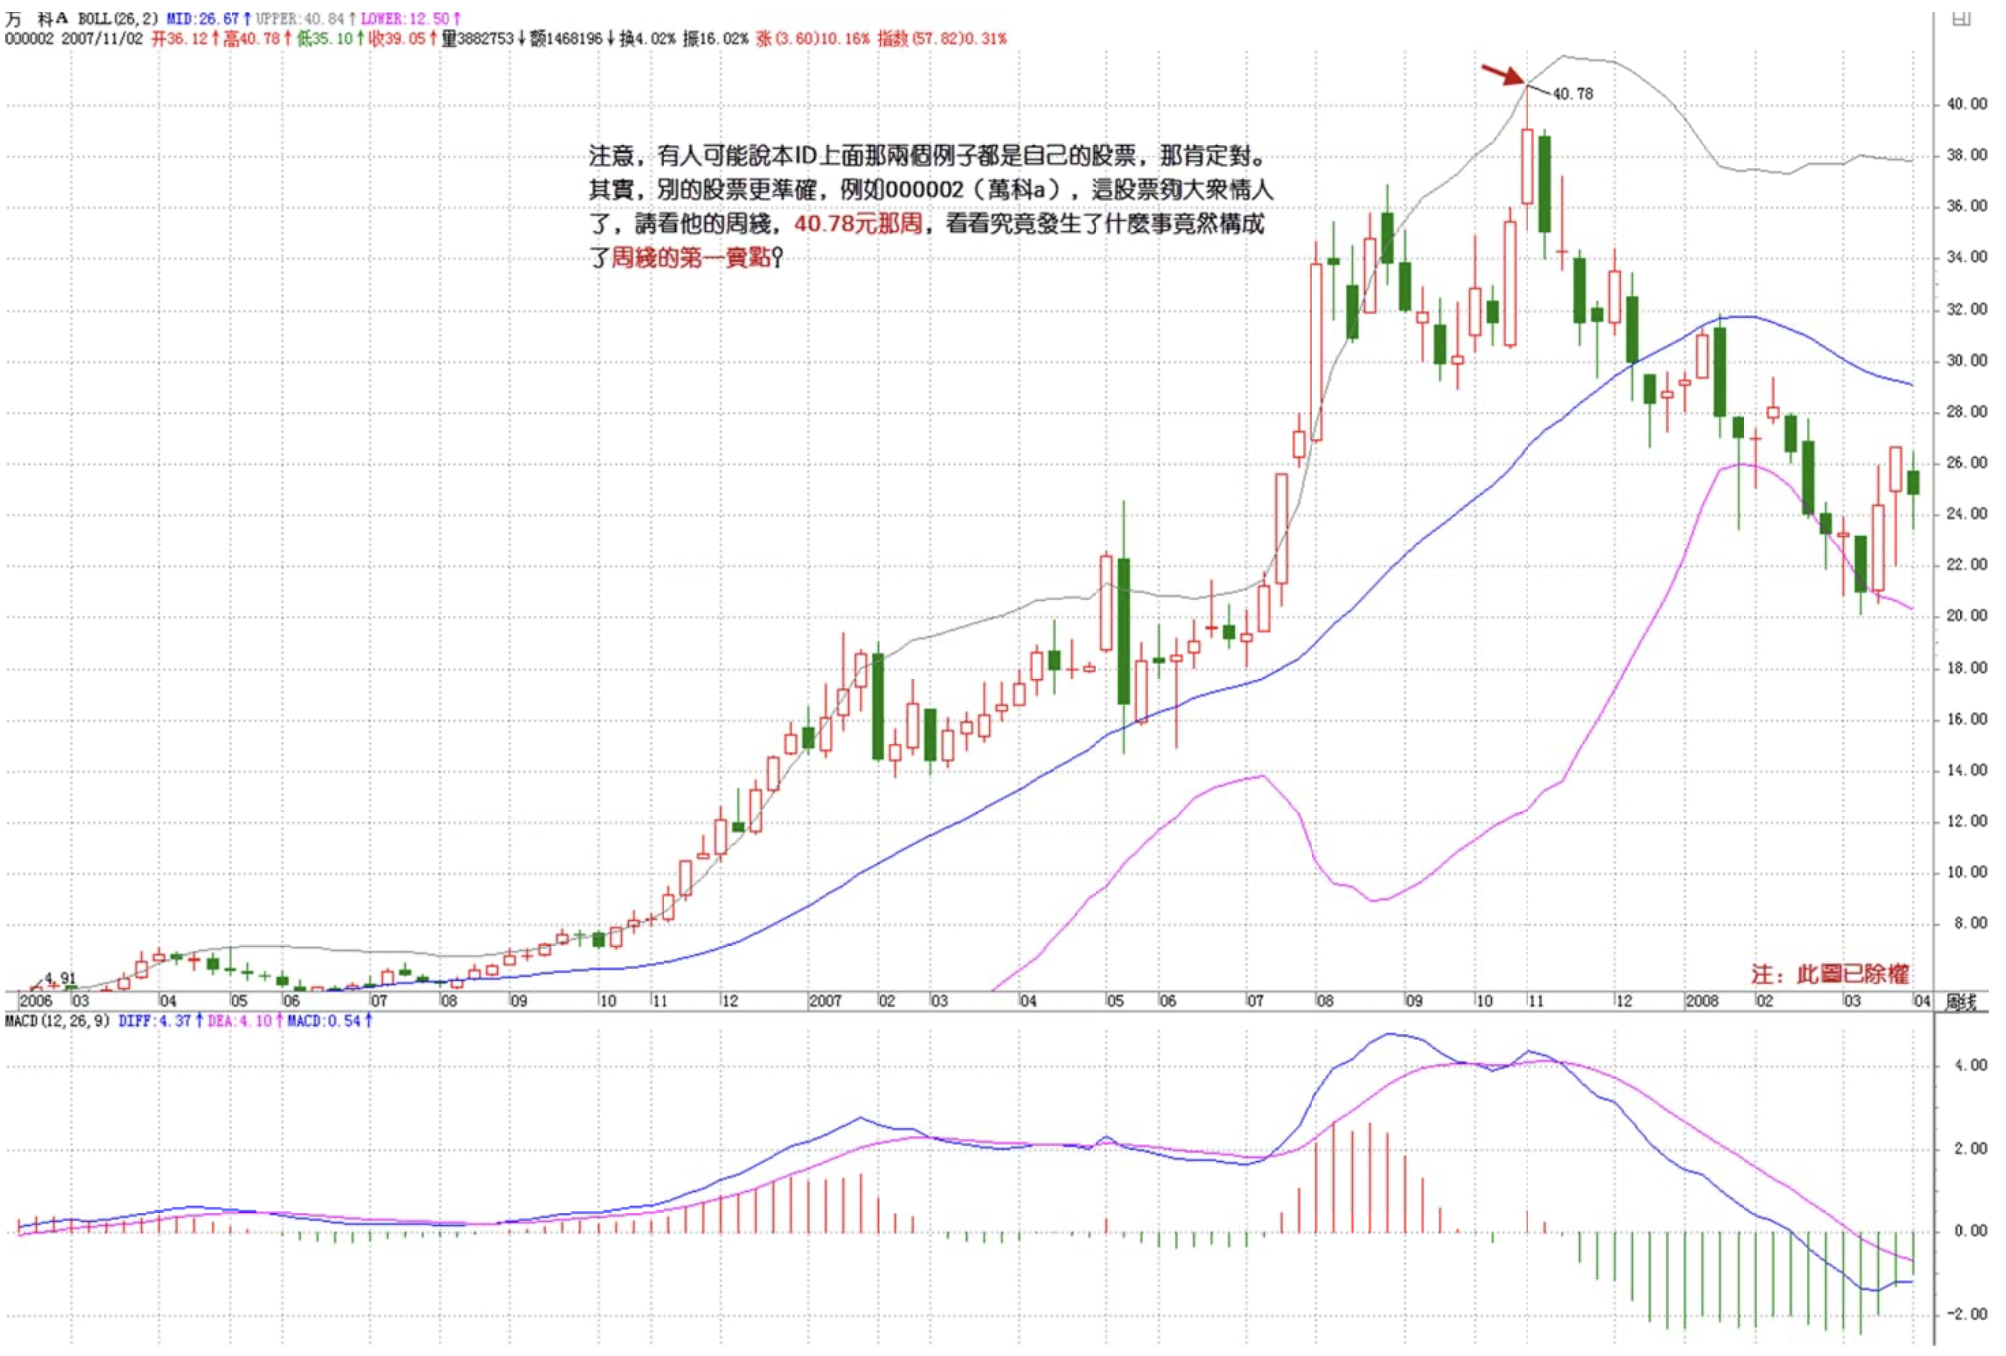 万 科A BOLL(26,2) MID:26.67↑UPPER:40.84↑LOWER:12.50↑
000002 2007/11/02 开36.12↑高40.78↑低35.10↑收39.05↑量3882753↓额1468196↓换4.02% 振16.02% 涨(3.60)10.16% 指数(57.82)0.31%
40.78
注意，有人可能說本ID上面那兩個例子都是自己的股票，那肯定對。
其實，別的股票更準確，例如000002（萬科a），這股票夠大衆情人
了，請看他的周綫，40.78元那周，看看究竟發生了什麼事竟然構成
了周綫的第一賣點？
40.00
38.00
36.00
34.00
32.00
30.00
28.00
26.00
24.00
22.00
20.00
18.00
16.00
14.00
12.00
10.00
8.00
4.91
注：此圖已除權
2006 03 04 05 06 07 08 09 10 11 12 2007 02 03 04 05 06 07 08 09 10 11 12 2008 02 03 04 周线
MACD(12,26,9) DIFF:4.37↑DEA:4.10↑MACD:0.54↑
4.00
2.00
0.00
-2.00